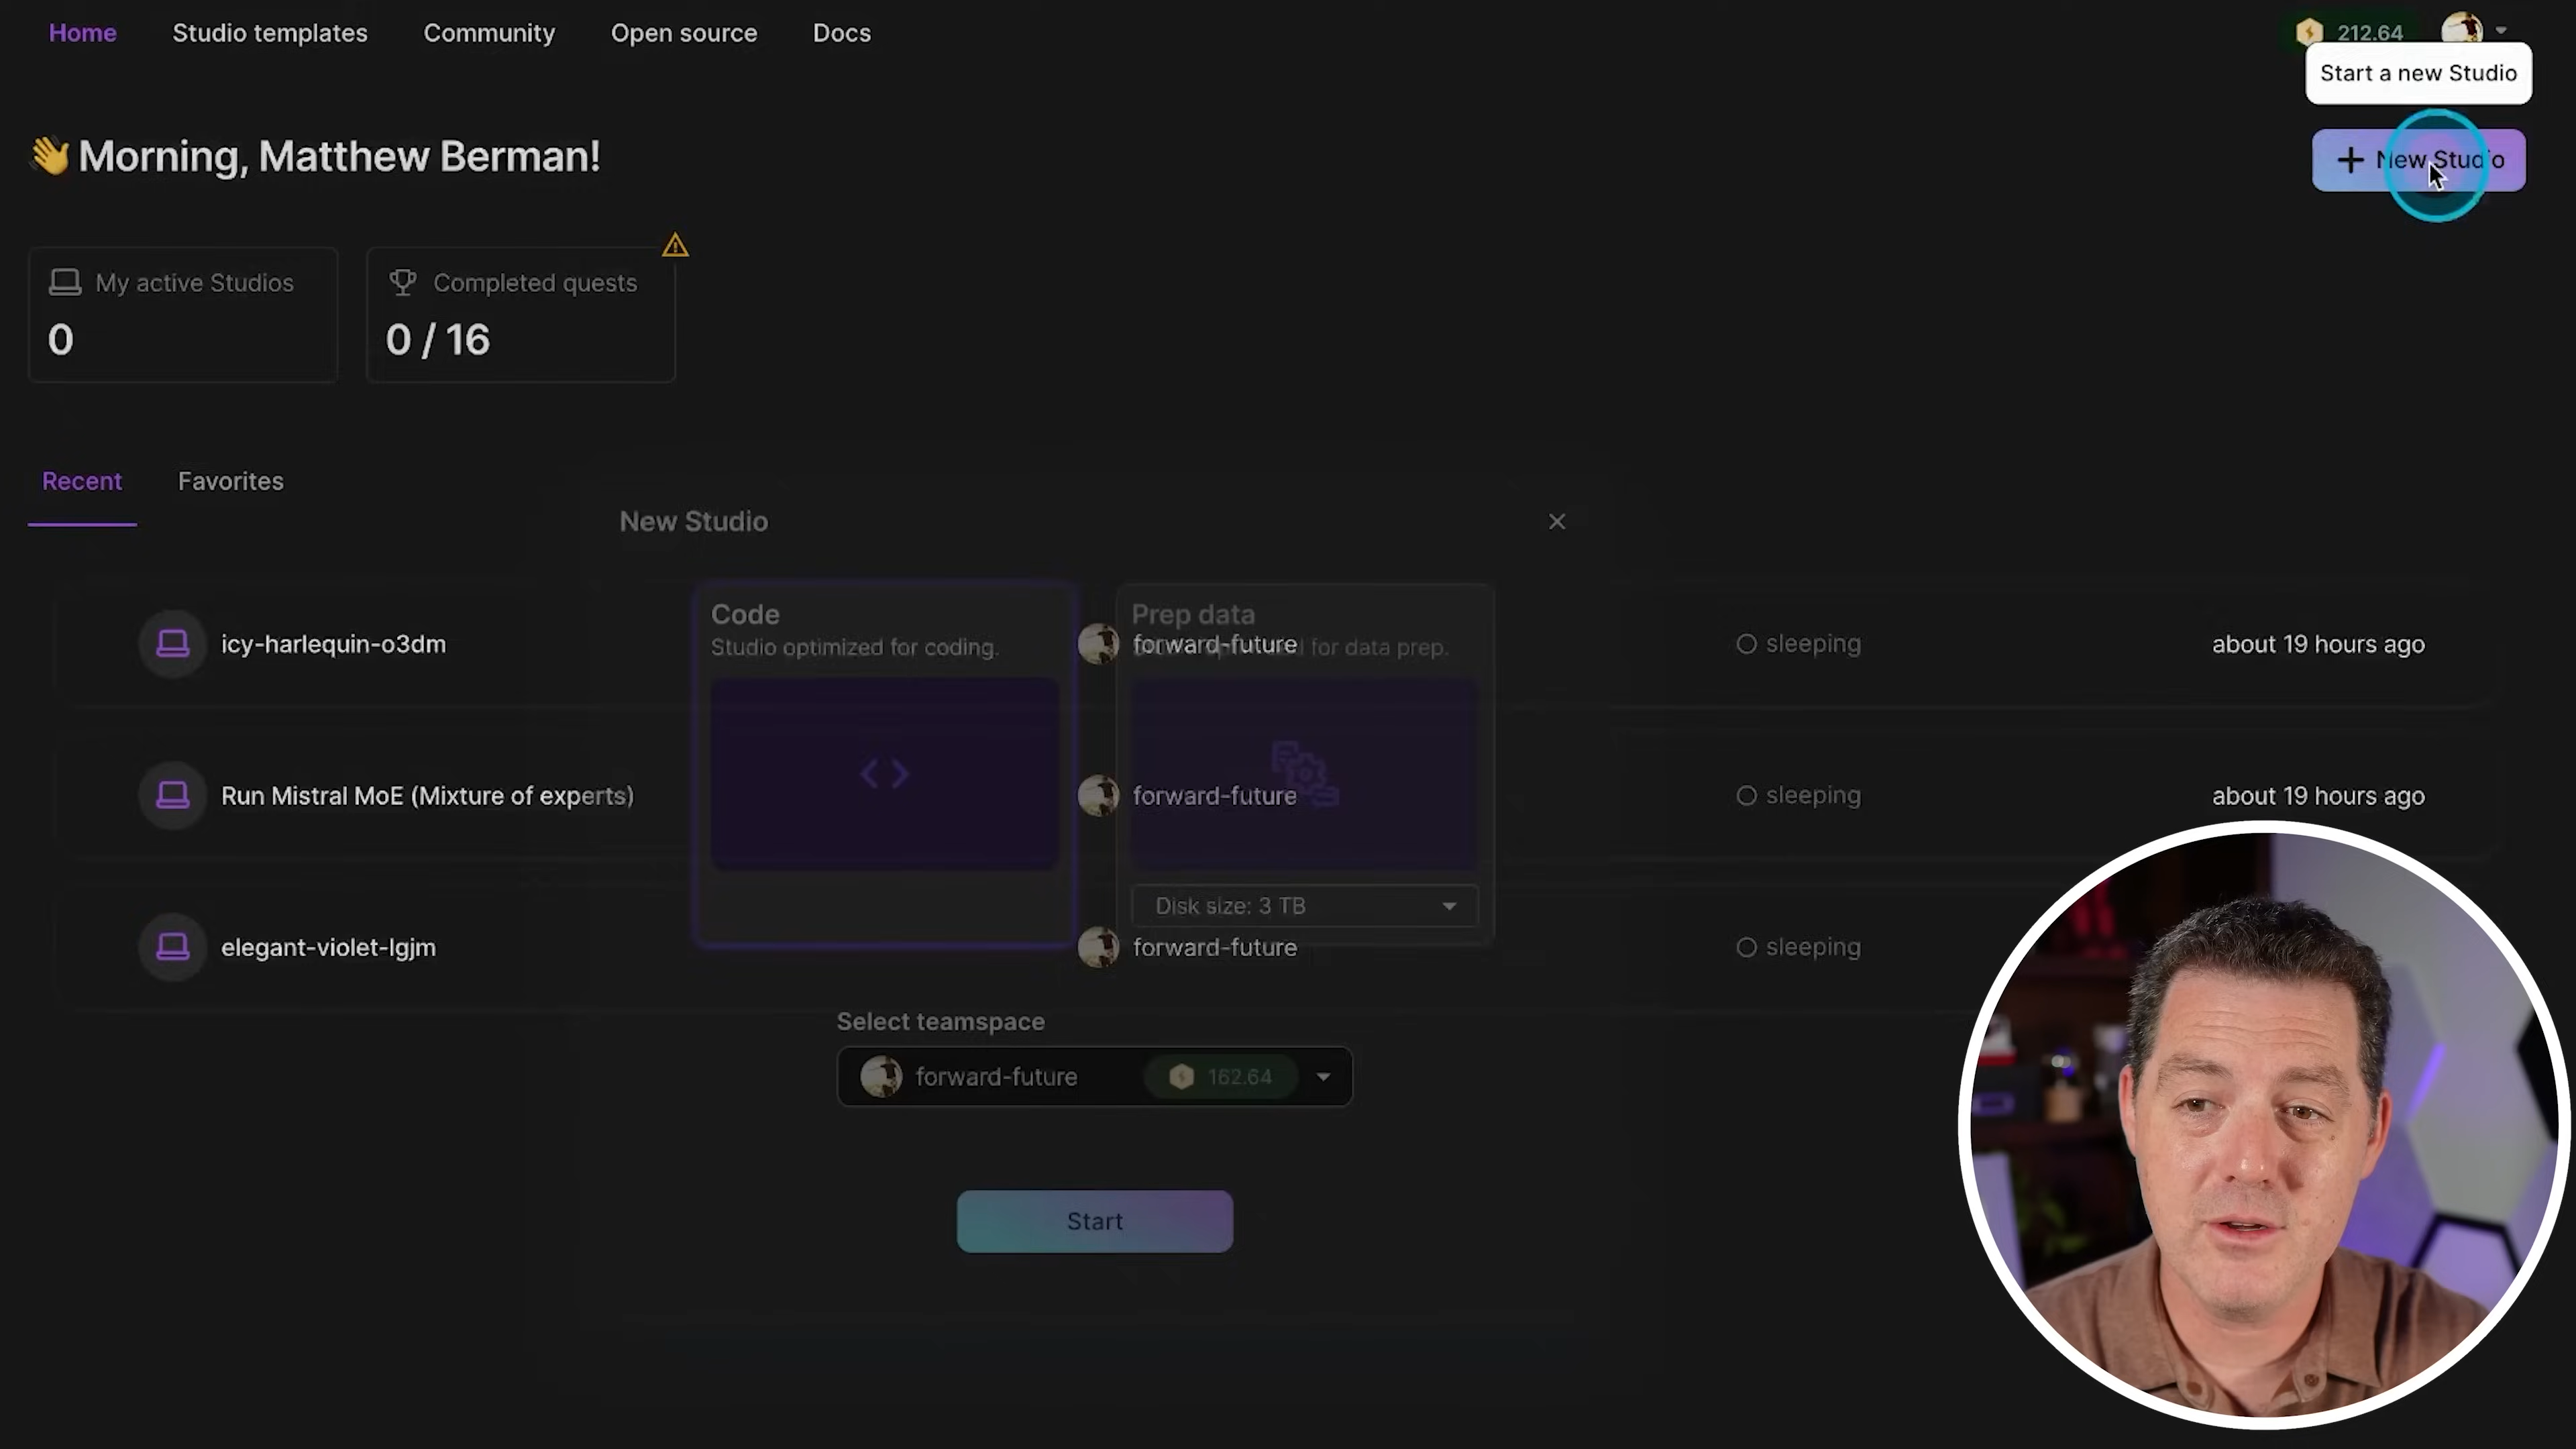 Home Studio templates Community Open source Docs 212.64
Start a new Studio
Morning, Matthew Berman!
+ New Studio
My active Studios
0
Completed quests
0 / 16
Recent Favorites
New Studio
Code
Studio optimized for coding.
Prep data
for data prep.
icy-harlequin-o3dm forward-future sleeping about 19 hours ago
Run Mistral MoE (Mixture of experts) forward-future sleeping about 19 hours ago
Disk size: 3 TB
elegant-violet-lgjm forward-future sleeping
Select teamspace
forward-future 162.64
Start